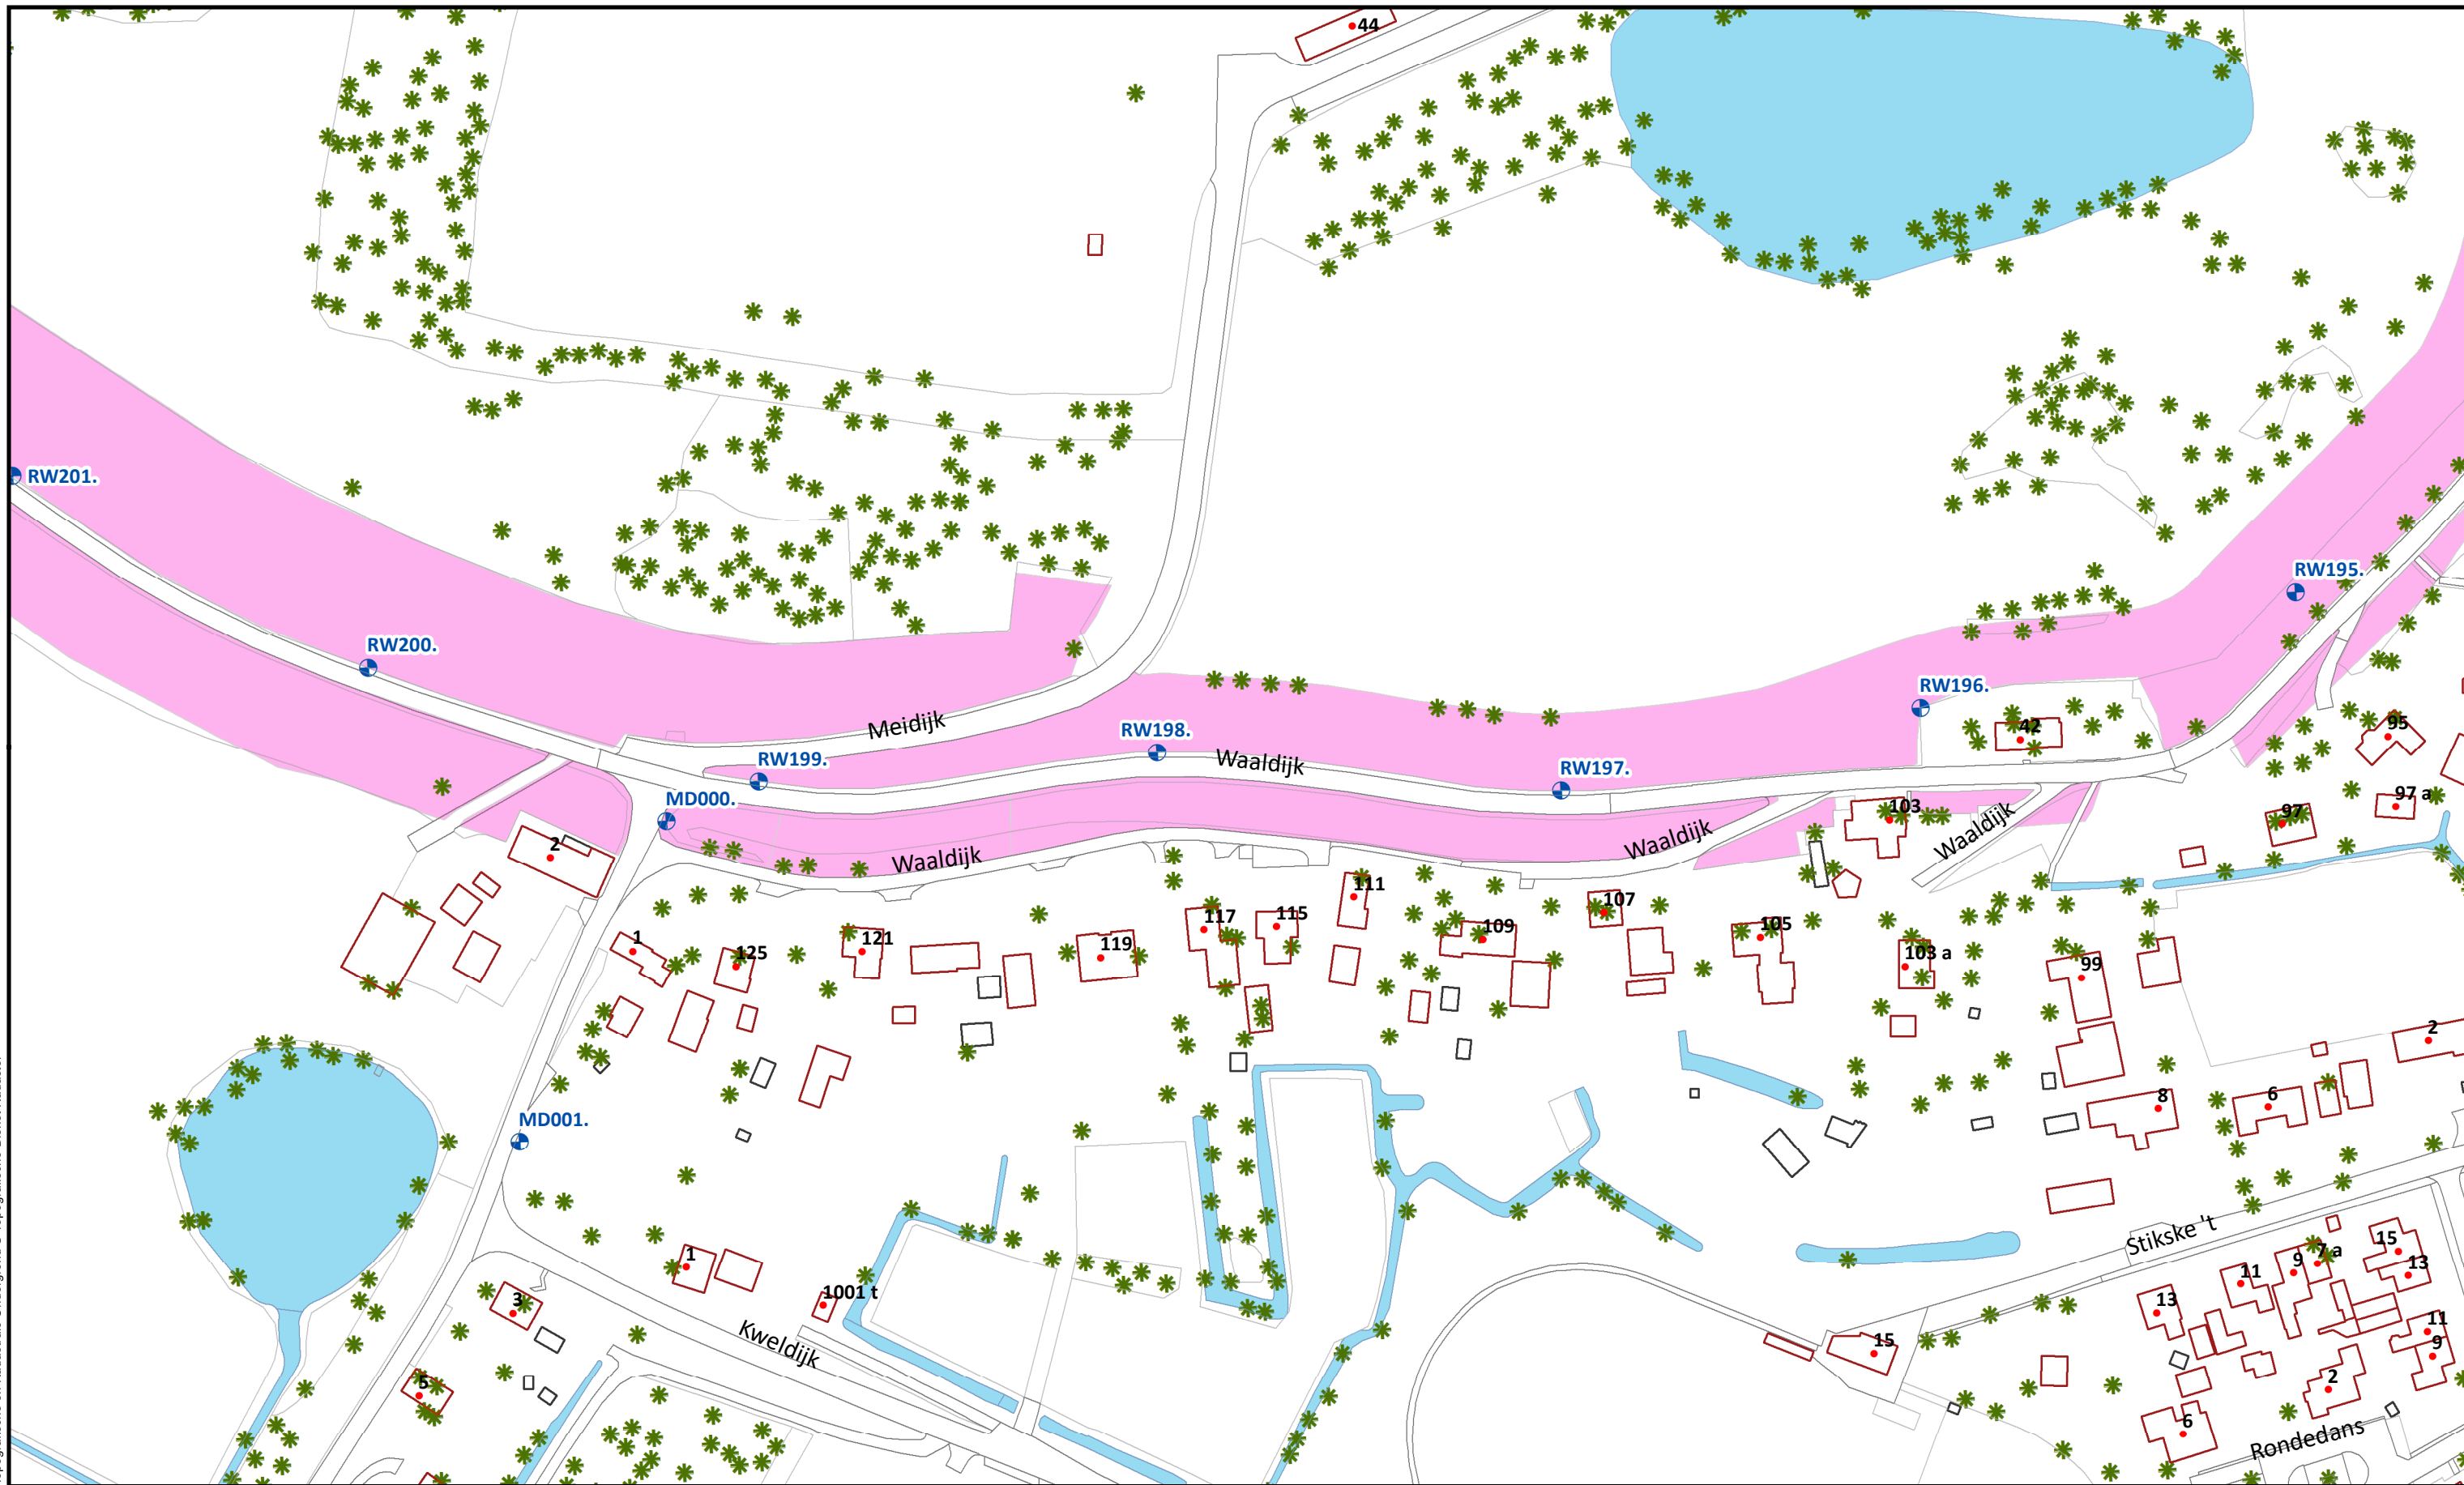 44
RW201.
RW200.
RW195.
RW196.
Meidijk
RW198.
Waaldijk
42
95
RW199.
RW197.
MD000.
97 a
103
97
Waaldijk
Waaldijk
2
Waaldijk
111
107
117
115
109
105
1
121
119
125
103 a
99
2
8
6
MD001.
Stikske 't
15
7 a
9
13
1
11
1001 t
3
13
11
Kweldijk
15
9
5
2
6
Rondedans